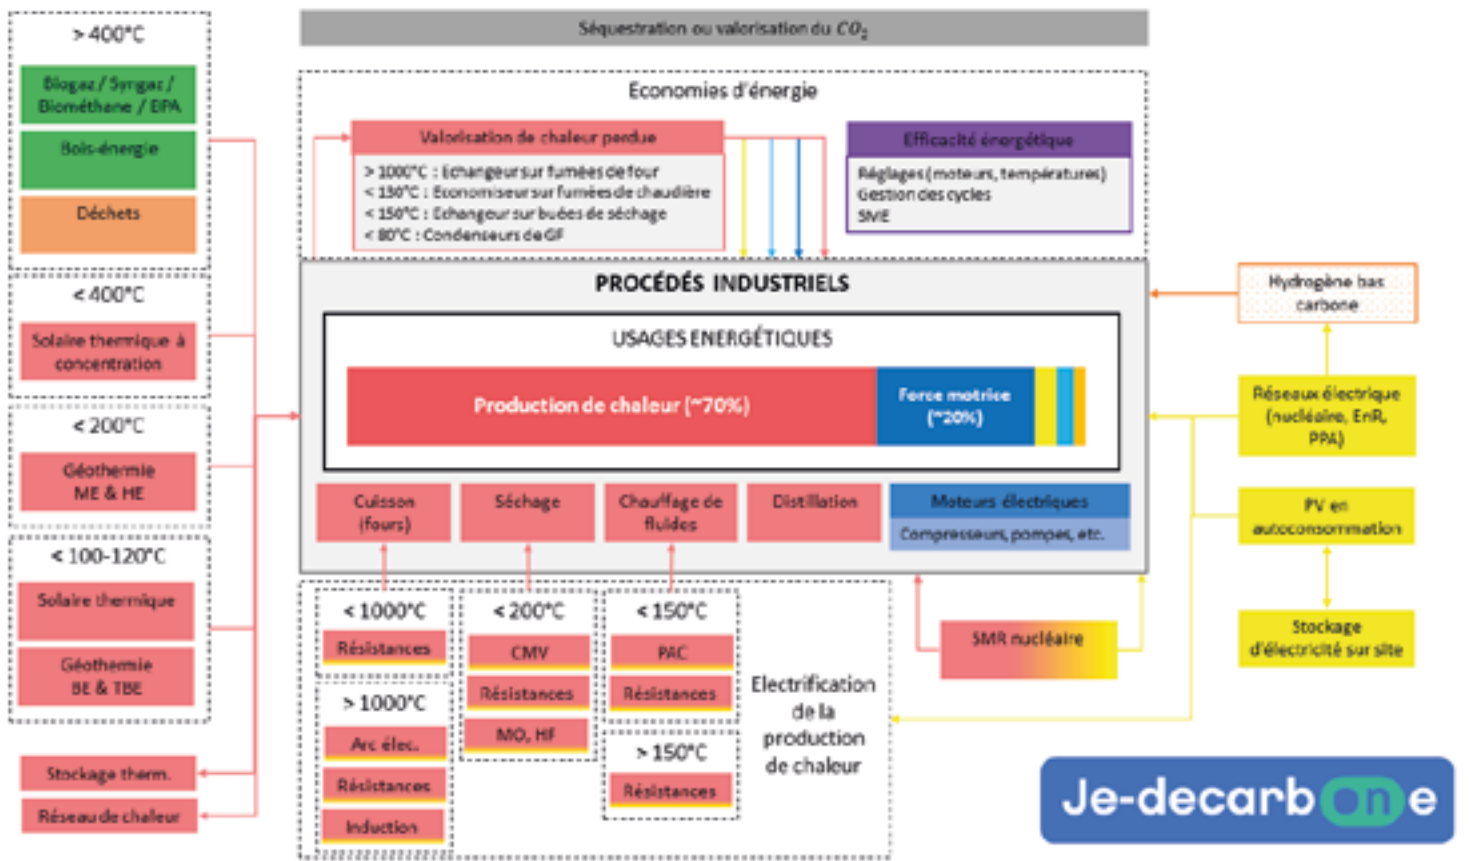 > 400°C
Biogaz / Syngaz /
Biométhane / BPA
Bois-énergie
Déchets
< 400°C
Solaire thermique à
concentration
< 200°C
Géothermie
ME & HE
< 100-120°C
Solaire thermique
Géothermie
BE & TBE
Stockage therm.
Réseau de chaleur
Séquestration ou valorisation du CO₂
Economies d'énergie
Valorisation de chaleur perdue
> 1000°C : Echangeur sur fumées de four
< 130°C : Economiseur sur fumées de chaudière
< 150°C : Echangeur sur buées de séchage
< 80°C : Condenseurs de GF
Efficacité énergétique
Réglages (moteurs, températures)
Gestion des cycles
SME
PROCÉDÉS INDUSTRIELS
USAGES ENERGÉTIQUES
Production de chaleur (~70%)
Force motrice
(~20%)
Cuisson
(fours)
Séchage
Chauffage de
fluides
Distillation
Moteurs électriques
Compresseurs, pompes, etc.
< 1000°C
Résistances
> 1000°C
Arc élec.
Résistances
Induction
< 200°C
CMV
Résistances
MO, HF
< 150°C
PAC
Résistances
> 150°C
Résistances
Electrification
de la
production
de chaleur
SMR nucléaire
Hydrogène bas
carbone
Réseaux électrique
(nucléaire, EnR,
PPA)
PV en
autoconsommation
Stockage
d'électricité sur site
Je-decarbone